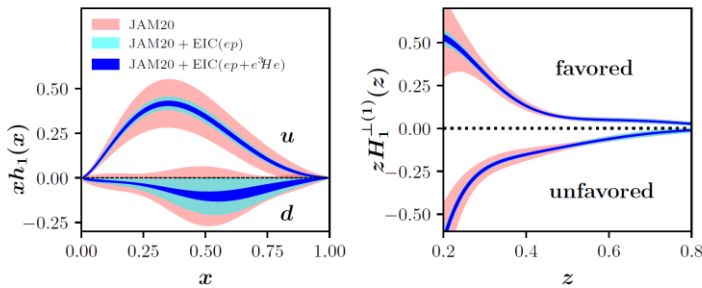 JAM20
JAM20 + EIC(ep)
JAM20 + EIC(ep+e³He)
xh₁(x)
0.50
0.25
0.00
−0.25
u
d
0.00 0.25 0.50 0.75 1.00
x
zH₁^⊥(1)(z)
0.50
0.25
0.00
−0.25
−0.50
favored
unfavored
0.2 0.4 0.6 0.8
z